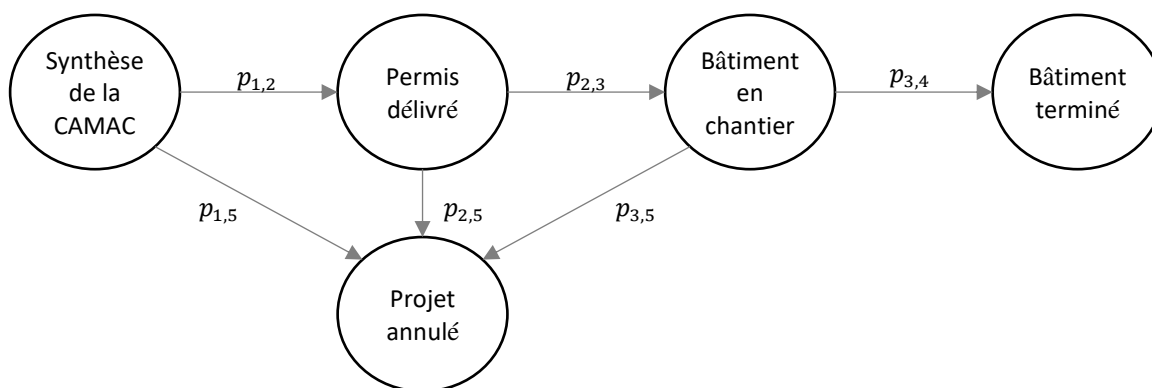 Synthèse
de la
CAMAC
p1,2
Permis
délivré
p2,3
Bâtiment
en
chantier
p3,4
Bâtiment
terminé
p1,5
p2,5
p3,5
Projet
annulé